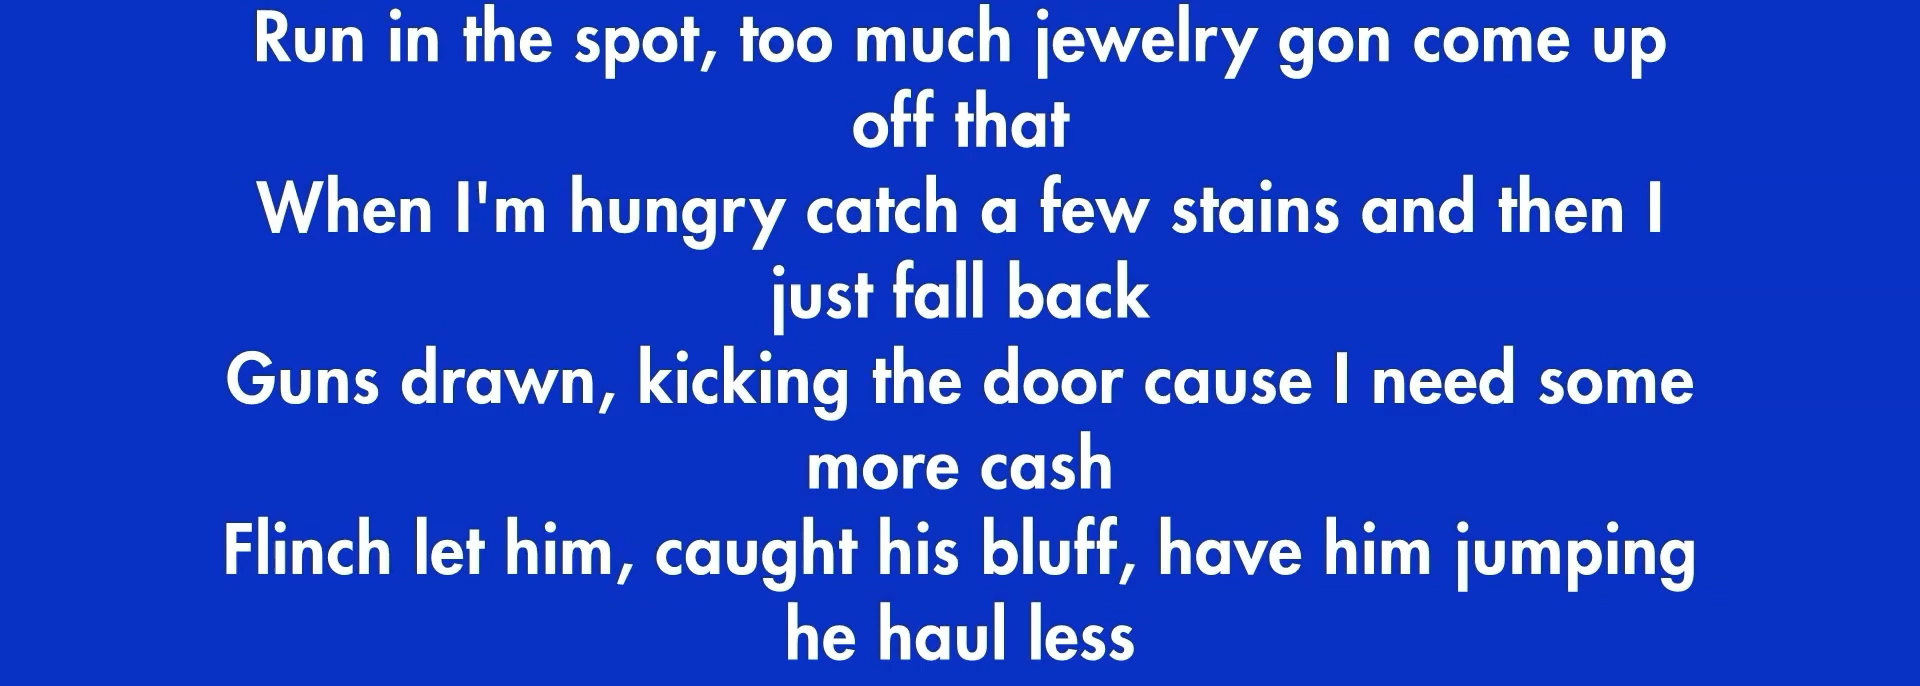 Run in the spot, too much jewelry gon come up
off that
When I'm hungry catch a few stains and then I
just fall back
Guns drawn, kicking the door cause I need some
more cash
Flinch let him, caught his bluff, have him jumping
he haul less